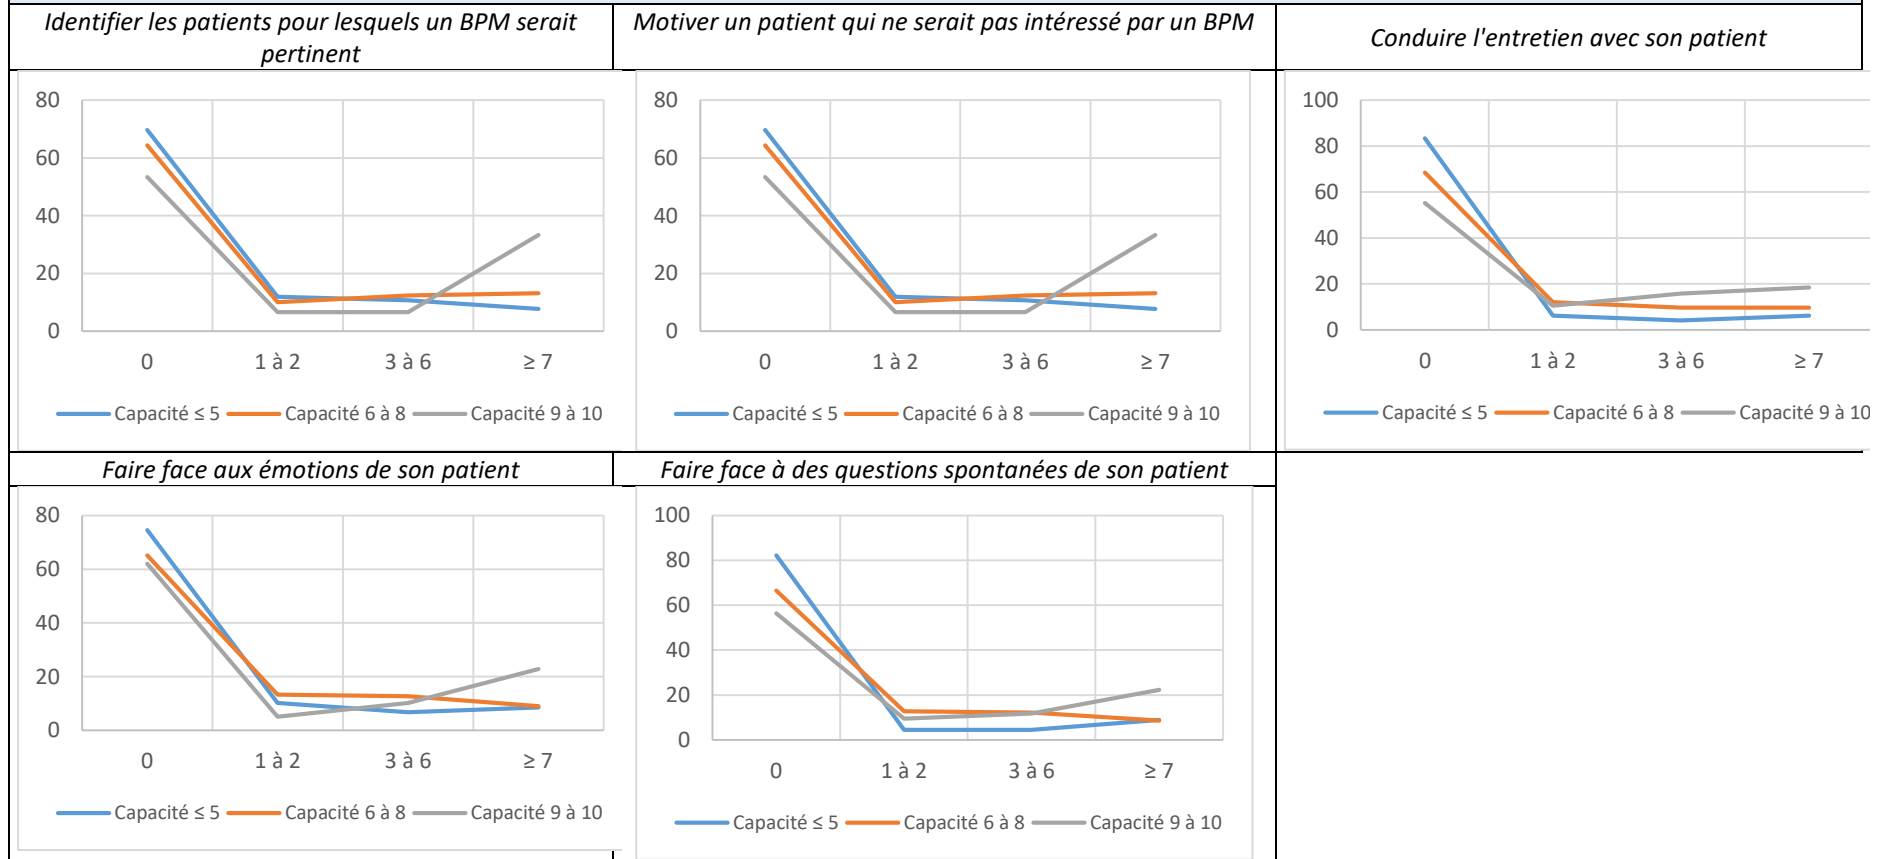 Identifier les patients pour lesquels un BPM serait
pertinent
Motiver un patient qui ne serait pas intéressé par un BPM
Conduire l'entretien avec son patient
80
60
40
20
0
0 1 à 2 3 à 6 ≥ 7
Capacité ≤ 5 Capacité 6 à 8 Capacité 9 à 10
80
60
40
20
0
0 1 à 2 3 à 6 ≥ 7
Capacité ≤ 5 Capacité 6 à 8 Capacité 9 à 10
100
80
60
40
20
0
0 1 à 2 3 à 6 ≥ 7
Capacité ≤ 5 Capacité 6 à 8 Capacité 9 à 10
Faire face aux émotions de son patient
Faire face à des questions spontanées de son patient
80
60
40
20
0
0 1 à 2 3 à 6 ≥ 7
Capacité ≤ 5 Capacité 6 à 8 Capacité 9 à 10
100
80
60
40
20
0
0 1 à 2 3 à 6 ≥ 7
Capacité ≤ 5 Capacité 6 à 8 Capacité 9 à 10